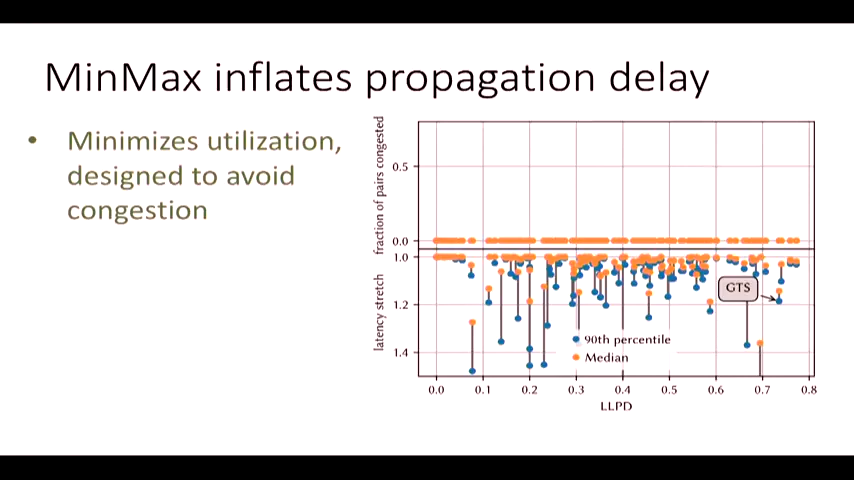 MinMax inflates propagation delay
• Minimizes utilization,
designed to avoid
congestion
fraction of pairs congested
0.5
0.0
latency stretch
1.0
1.2
1.4
GTS
90th percentile
Median
0.0 0.1 0.2 0.3 0.4 0.5 0.6 0.7 0.8
LLPD